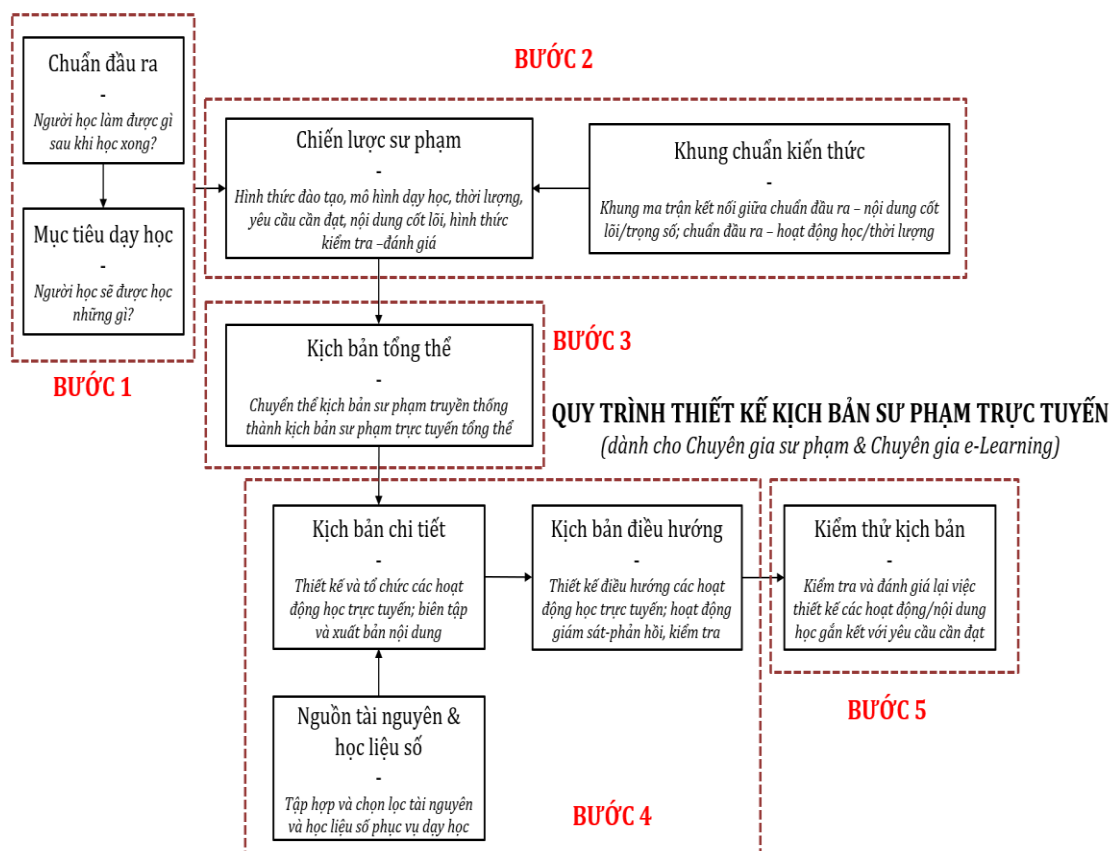 Chuẩn đầu ra
-
Người học làm được gì
sau khi học xong?
Mục tiêu dạy học
-
Người học sẽ được học
những gì?
BƯỚC 1
BƯỚC 2
Chiến lược sư phạm
-
Hình thức đào tạo, mô hình dạy học, thời lượng,
yêu cầu cần đạt, nội dung cốt lõi, hình thức
kiểm tra –đánh giá
Khung chuẩn kiến thức
-
Khung ma trận kết nối giữa chuẩn đầu ra – nội dung cốt
lõi/trọng số; chuẩn đầu ra – hoạt động học/thời lượng
Kịch bản tổng thể
-
Chuyển thể kịch bản sư phạm truyền thống
thành kịch bản sư phạm trực tuyến tổng thể
BƯỚC 3
QUY TRÌNH THIẾT KẾ KỊCH BẢN SƯ PHẠM TRỰC TUYẾN
(dành cho Chuyên gia sư phạm & Chuyên gia e-Learning)
Kịch bản chi tiết
-
Thiết kế và tổ chức các hoạt
động học trực tuyến; biên tập
và xuất bản nội dung
Kịch bản điều hướng
-
Thiết kế điều hướng các hoạt
động học trực tuyến; hoạt động
giám sát-phản hồi, kiểm tra
Kiểm thử kịch bản
-
Kiểm tra và đánh giá lại việc
thiết kế các hoạt động/nội dung
học gắn kết với yêu cầu cần đạt
Nguồn tài nguyên &
học liệu số
-
Tập hợp và chọn lọc tài nguyên
và học liệu số phục vụ dạy học
BƯỚC 4
BƯỚC 5